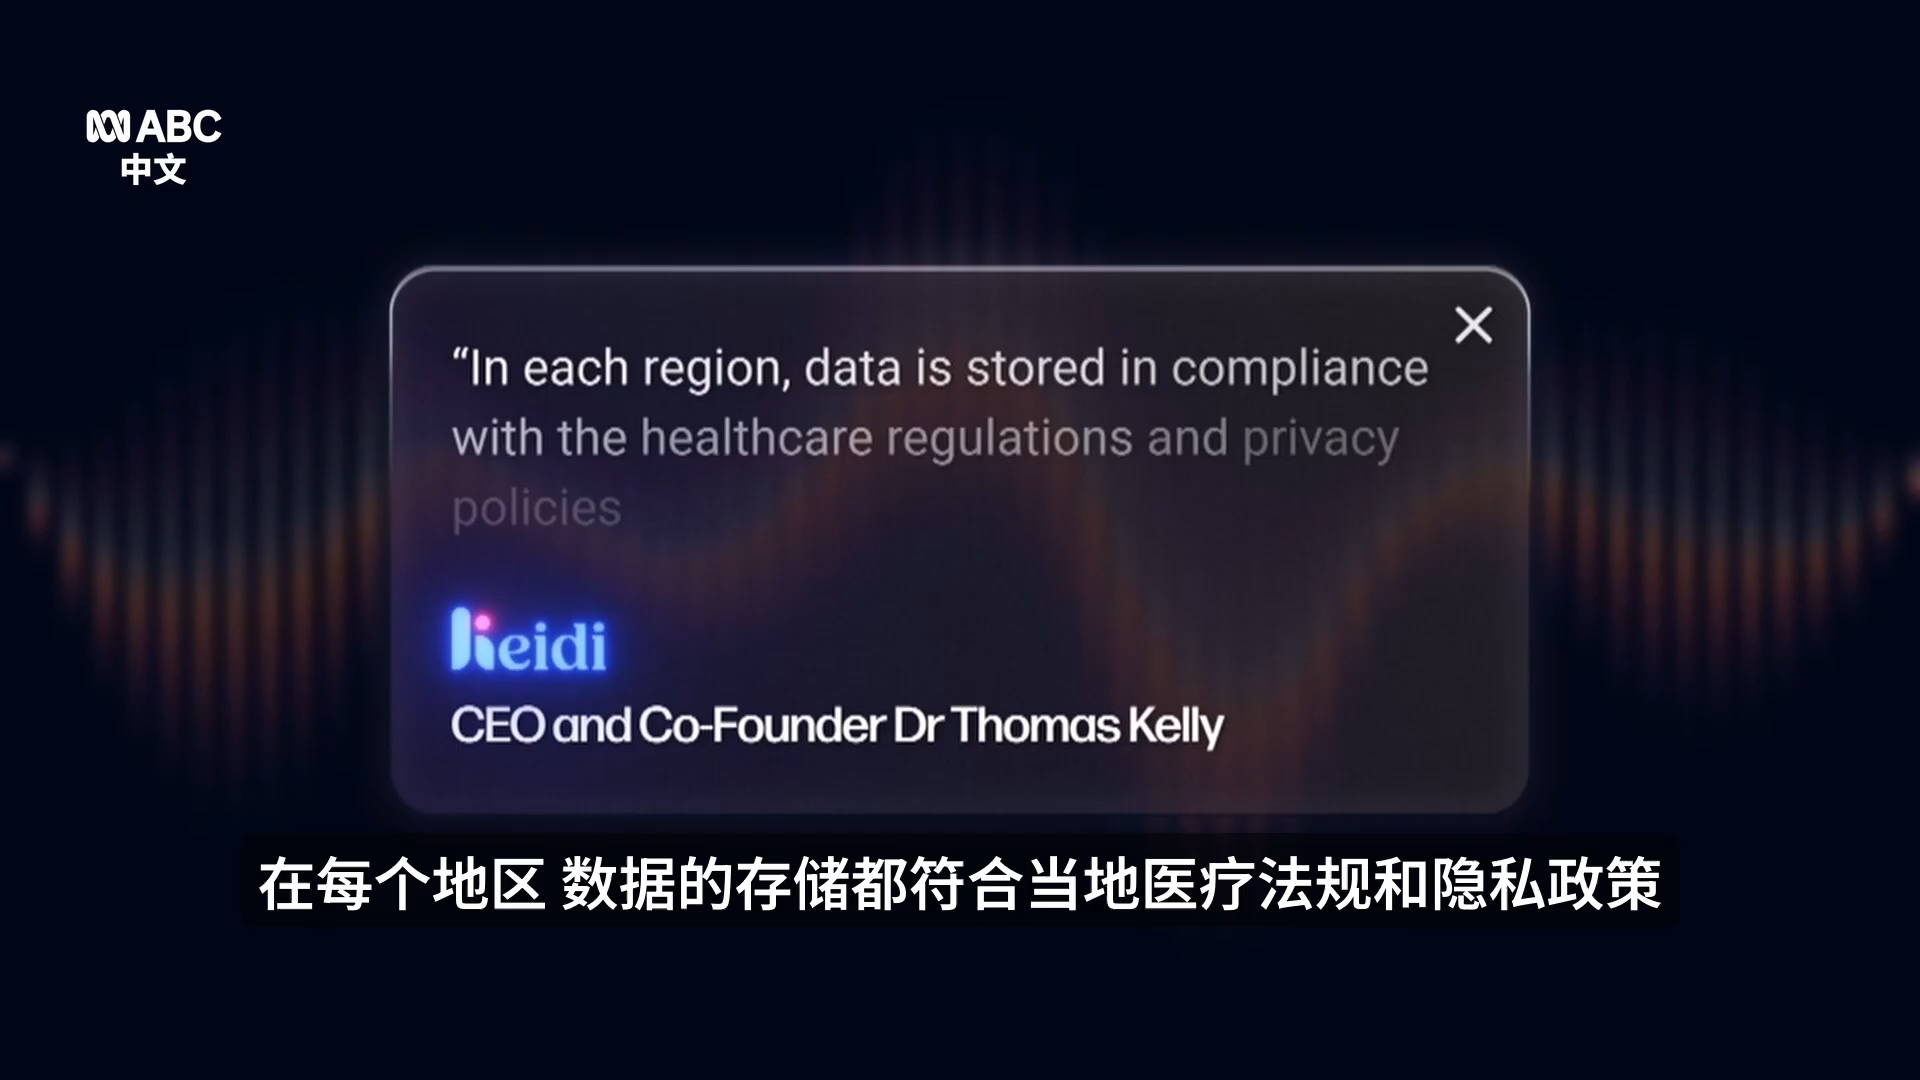 ABC
中文
“In each region, data is stored in compliance
with the healthcare regulations and privacy
policies
heidi
CEO and Co-Founder Dr Thomas Kelly
在每个地区 数据的存储都符合当地医疗法规和隐私政策